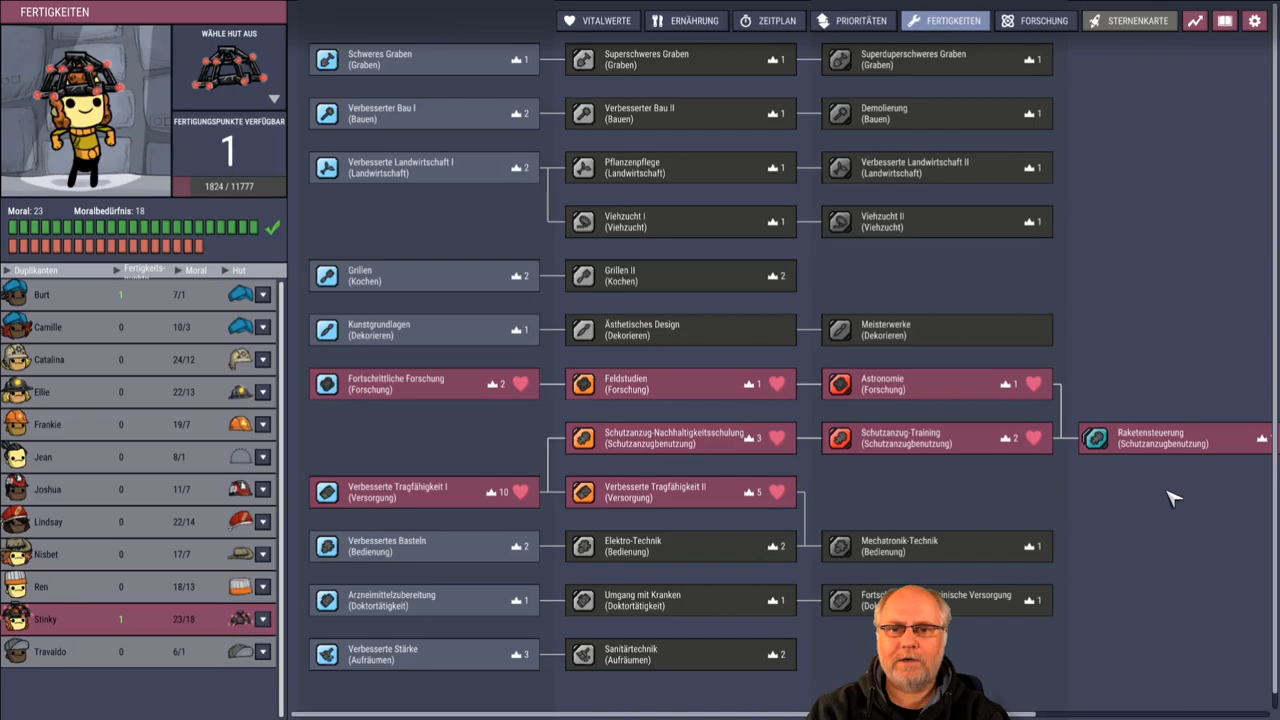 FERTIGKEITEN
VITALWERTE
ERNÄHRUNG
ZEITPLAN
PRIORITÄTEN
FERTIGKEITEN
FORSCHUNG
STERNENKARTE
WÄHLE HUT AUS
FERTIGUNGSPUNKTE VERFÜGBAR
1
1824 / 11777
Moral: 23
Moralbedürfnis: 18
Duplikanten
Fertigkeits-
Moral
Hut
Burt 1 7/1
Camille 0 10/3
Catalina 0 24/12
Ellie 0 22/13
Frankie 0 19/7
Jean 0 8/1
Joshua 0 11/7
Lindsay 0 22/14
Nisbet 0 17/7
Ren 0 18/13
Stinky 1 23/18
Travaldo 0 6/1
Schweres Graben
(Graben)
1
Superschweres Graben
(Graben)
1
Superduperschweres Graben
(Graben)
1
Verbesserter Bau I
(Bauen)
2
Verbesserter Bau II
(Bauen)
1
Demolierung
(Bauen)
1
Verbesserte Landwirtschaft I
(Landwirtschaft)
2
Pflanzenpflege
(Landwirtschaft)
1
Verbesserte Landwirtschaft II
(Landwirtschaft)
1
Viehzucht I
(Viehzucht)
1
Viehzucht II
(Viehzucht)
1
Grillen
(Kochen)
2
Grillen II
(Kochen)
2
Kunstgrundlagen
(Dekorieren)
1
Ästhetisches Design
(Dekorieren)
Meisterwerke
(Dekorieren)
Fortschrittliche Forschung
(Forschung)
2
Feldstudien
(Forschung)
1
Astronomie
(Forschung)
1
Schutzanzug-Nachhaltigkeitsschulung
(Schutzanzugbenutzung)
3
Schutzanzug-Training
(Schutzanzugbenutzung)
2
Raketensteuerung
(Schutzanzugbenutzung)
Verbesserte Tragfähigkeit I
(Versorgung)
10
Verbesserte Tragfähigkeit II
(Versorgung)
5
Verbessertes Basteln
(Bedienung)
2
Elektro-Technik
(Bedienung)
2
Mechatronik-Technik
(Bedienung)
1
Arzneimittelzubereitung
(Doktortätigkeit)
1
Umgang mit Kranken
(Doktortätigkeit)
1
Versorgung
1
Verbesserte Stärke
(Aufräumen)
3
Sanitärtechnik
(Aufräumen)
2